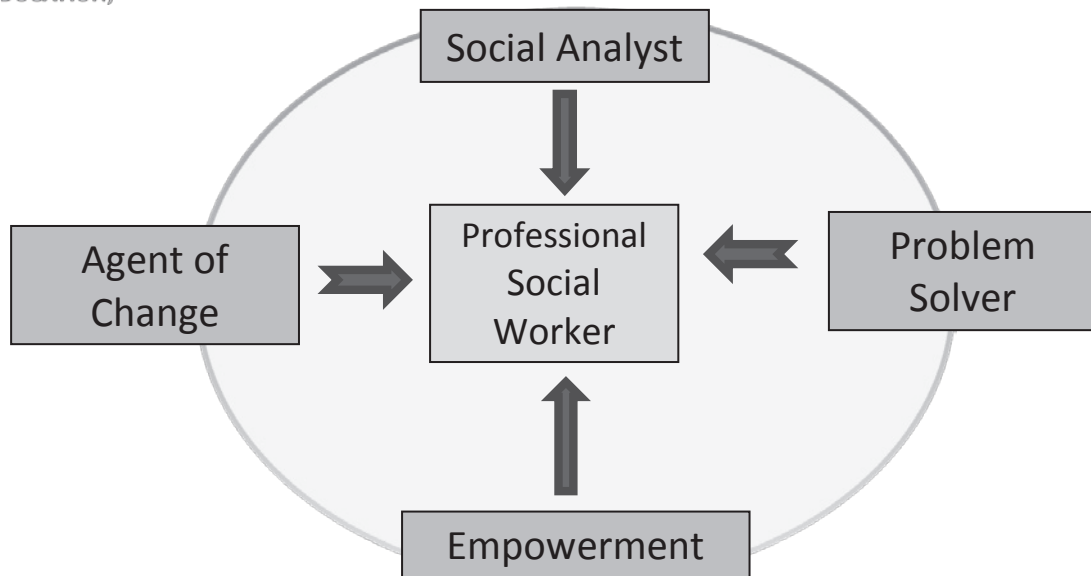 Social Analyst
Agent of
Change
Professional
Social
Worker
Problem
Solver
Empowerment